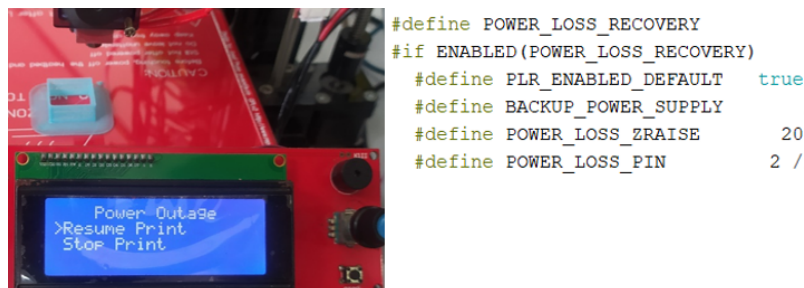 CAUTION
Power Outage
>Resume Print
Stop Print
#define POWER_LOSS_RECOVERY
#if ENABLED(POWER_LOSS_RECOVERY)
#define PLR_ENABLED_DEFAULT true
#define BACKUP_POWER_SUPPLY
#define POWER_LOSS_ZRAISE 20
#define POWER_LOSS_PIN 2 /